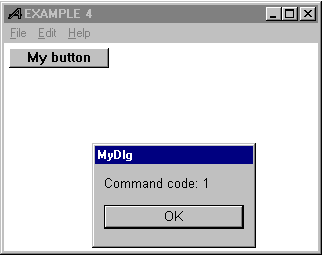 EXAMPLE 4
File Edit Help
My button
MyDlg
Command code: 1
OK